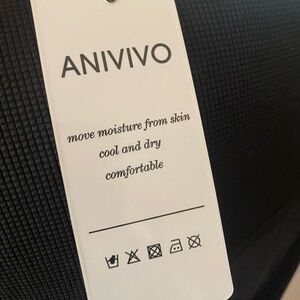 ANIVIVO
move moisture from skin
cool and dry
comfortable